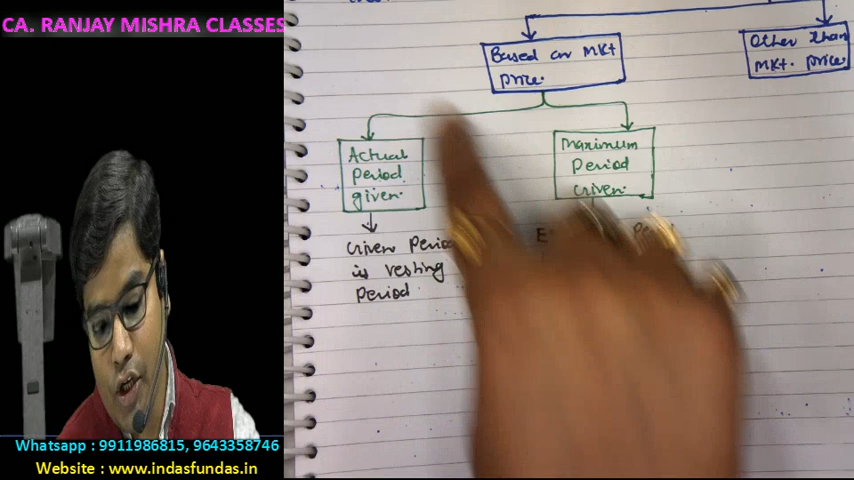 CA. RANJAY MISHRA CLASSES
Based on MKt
price.
Other than
MKt. price.
Actual
Period
given.
Maximum
Period
Given.
Given Period
is vesting
Period
Whatsapp : 9911986815, 9643358746
Website : www.indasfundas.in